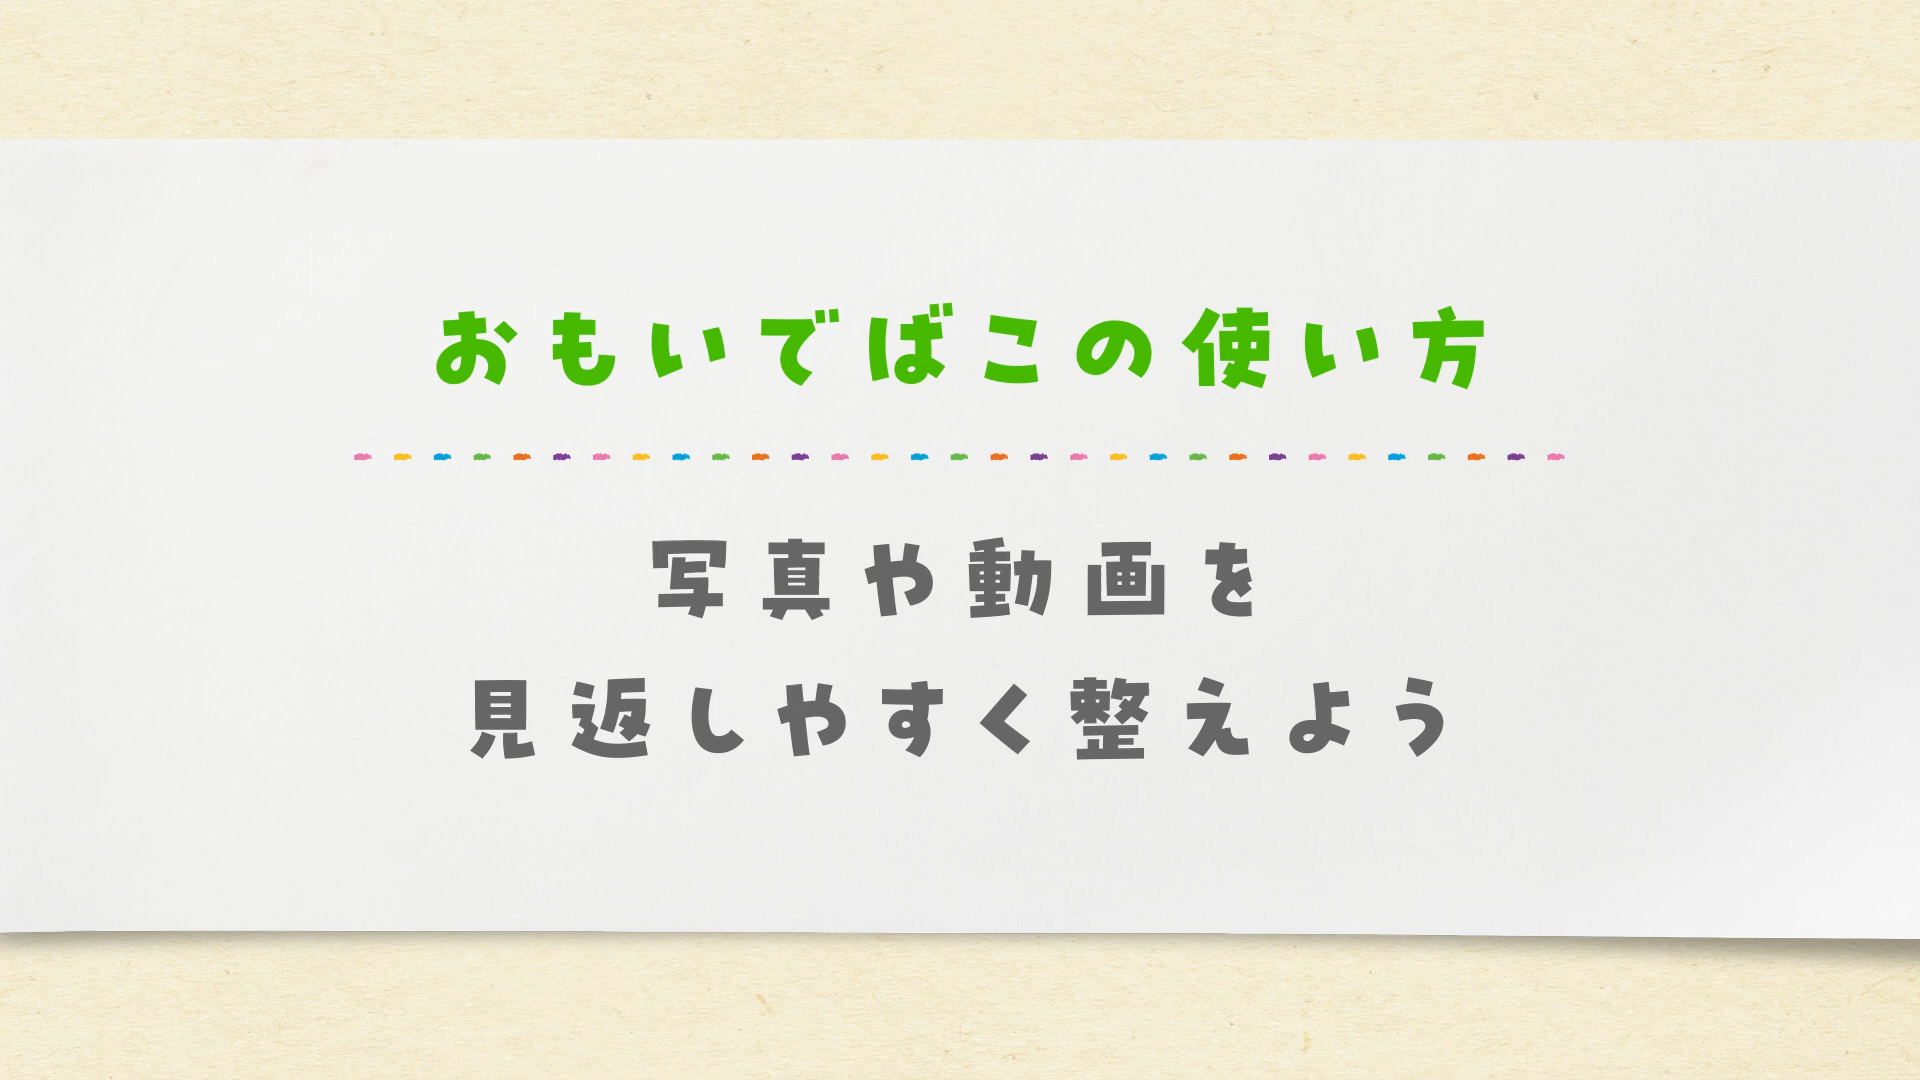 おもいでばこの使い方
写真や動画を
見返しやすく整えよう